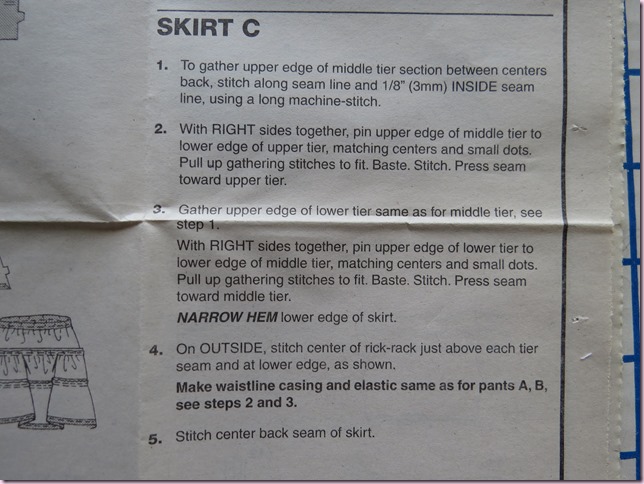 SKIRT C
1. To gather upper edge of middle tier section between centers
back, stitch along seam line and 1/8" (3mm) INSIDE seam
line, using a long machine-stitch.
2. With RIGHT sides together, pin upper edge of middle tier to
lower edge of upper tier, matching centers and small dots.
Pull up gathering stitches to fit. Baste. Stitch. Press seam
toward upper tier.
3. Gather upper edge of lower tier same as for middle tier, see
step 1.
With RIGHT sides together, pin upper edge of lower tier to
lower edge of middle tier, matching centers and small dots.
Pull up gathering stitches to fit. Baste. Stitch. Press seam
toward middle tier.
NARROW HEM lower edge of skirt.
4. On OUTSIDE, stitch center of rick-rack just above each tier
seam and at lower edge, as shown.
Make waistline casing and elastic same as for pants A, B,
see steps 2 and 3.
5. Stitch center back seam of skirt.